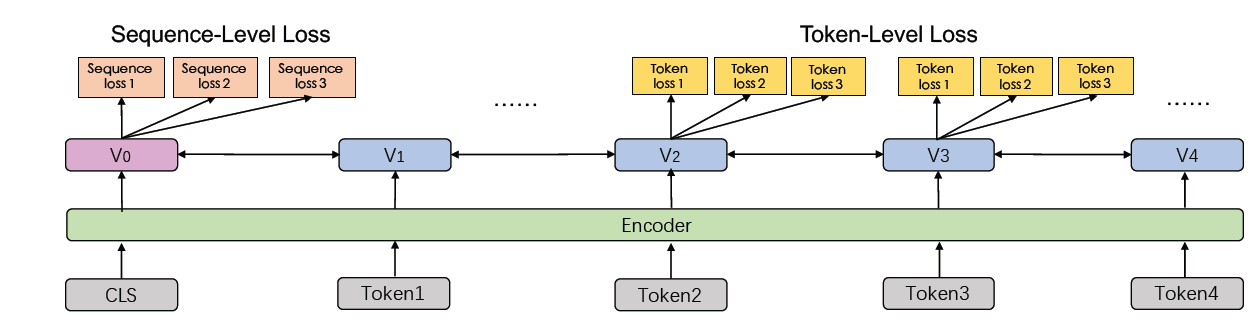 Sequence-Level Loss
Token-Level Loss
Sequence
loss 1
Sequence
loss 2
Sequence
loss 3
......
Token
loss 1
Token
loss 2
Token
loss 3
Token
loss 1
Token
loss 2
Token
loss 3
......
V0
V1
V2
V3
V4
Encoder
CLS
Token1
Token2
Token3
Token4